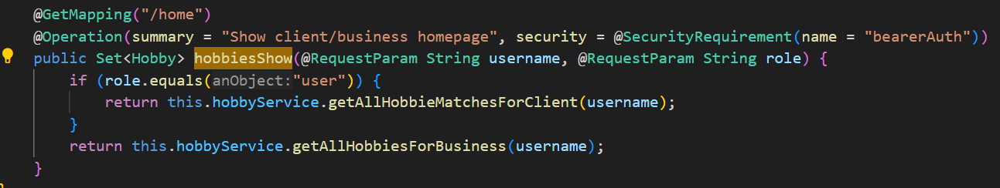 @GetMapping("/home")
@Operation(summary = "Show client/business homepage", security = @SecurityRequirement(name = "bearerAuth"))
public Set<Hobby> hobbiesShow(@RequestParam String username, @RequestParam String role) {
    if (role.equals(anObject:"user")) {
        return this.hobbyService.getAllHobbieMatchesForClient(username);
    }
    return this.hobbyService.getAllHobbiesForBusiness(username);
}